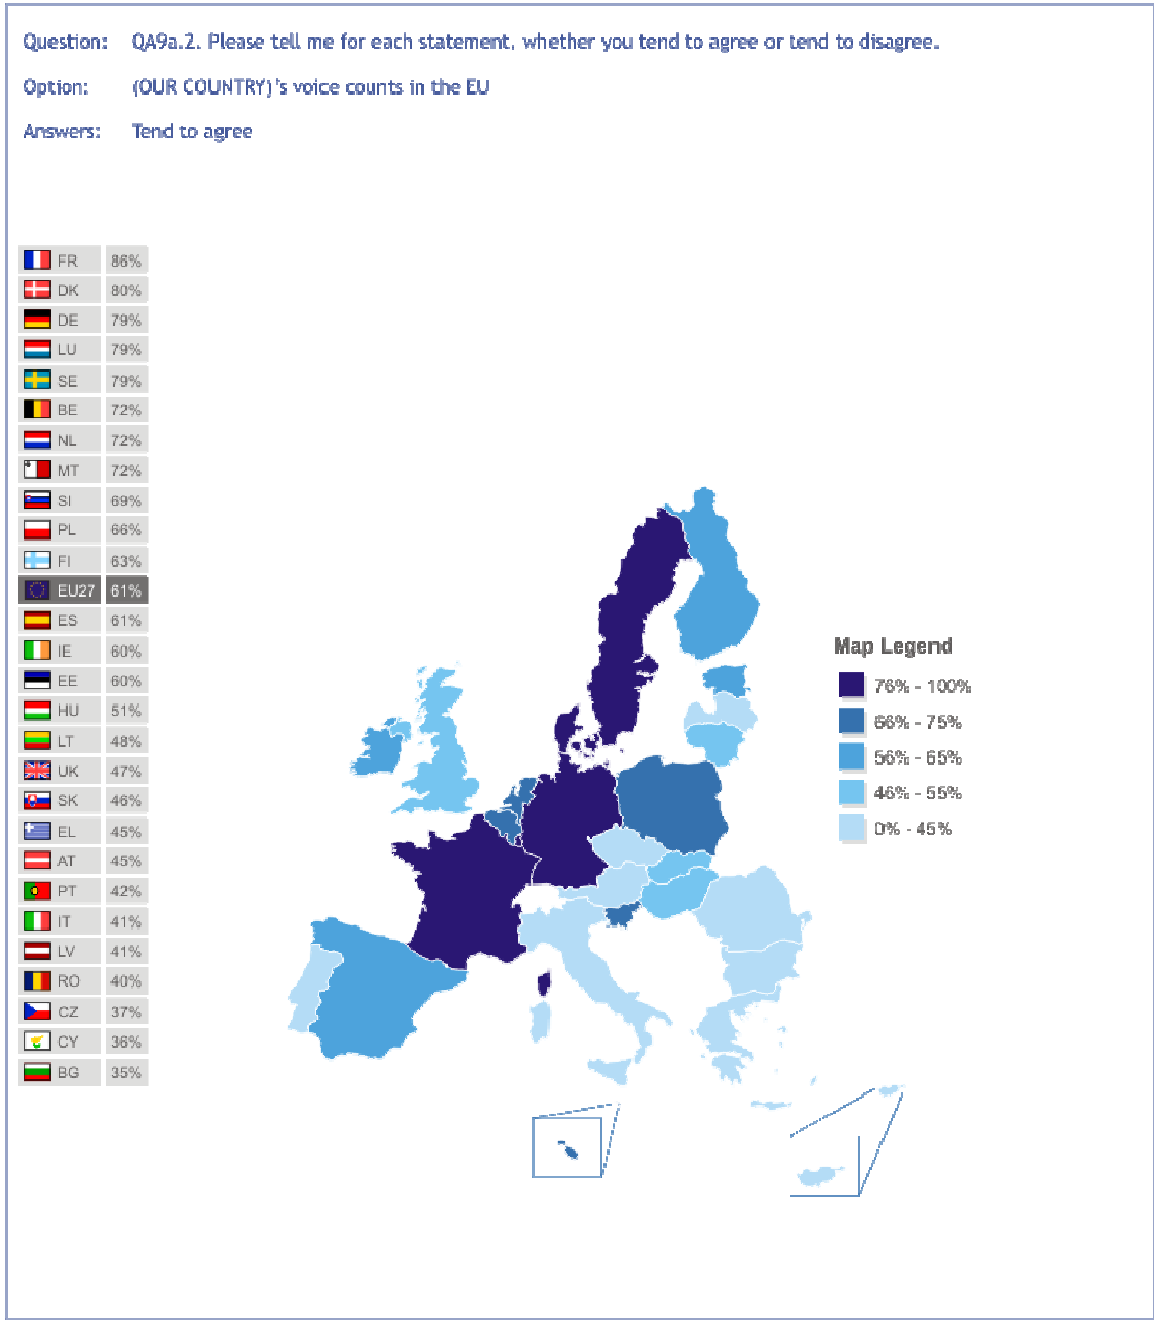 Question: QA9a.2. Please tell me for each statement, whether you tend to agree or tend to disagree.
Option: (OUR COUNTRY)'s voice counts in the EU
Answers: Tend to agree
FR 86%
DK 80%
DE 79%
LU 79%
SE 79%
BE 72%
NL 72%
MT 72%
SI 69%
PL 66%
FI 63%
EU27 61%
ES 61%
IE 60%
EE 60%
HU 51%
LT 48%
UK 47%
SK 46%
EL 45%
AT 45%
PT 42%
IT 41%
LV 41%
RO 40%
CZ 37%
CY 36%
BG 35%
Map Legend
76% - 100%
66% - 75%
56% - 65%
46% - 55%
0% - 45%